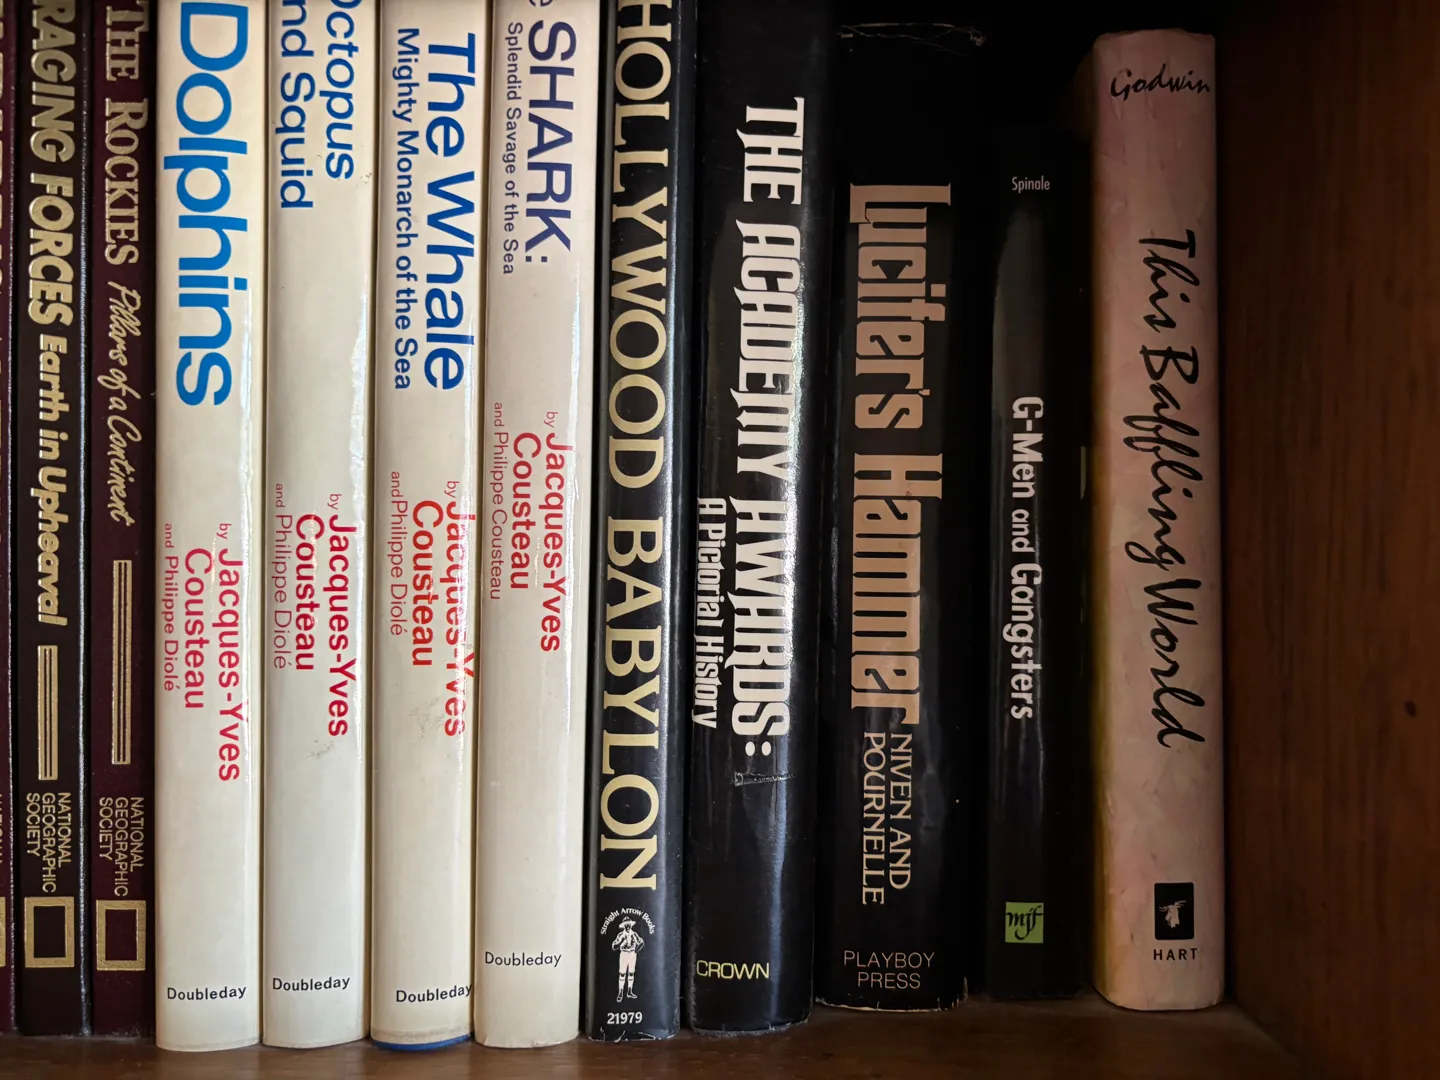 RAGING FORCES Earth in Upheaval
NATIONAL
GEOGRAPHIC
SOCIETY
THE ROCKIES Pillars of a Continent
NATIONAL
GEOGRAPHIC
SOCIETY
Dolphins
by Jacques-Yves
Cousteau
and Philippe Diolé
Doubleday
Octopus
nd Squid
by Jacques-Yves
Cousteau
and Philippe Diolé
Doubleday
The Whale
Mighty Monarch of the Sea
by Jacques-Yves
Cousteau
and Philippe Diolé
Doubleday
e SHARK:
Splendid Savage of the Sea
by Jacques-Yves
Cousteau
and Philippe Cousteau
Doubleday
HOLLYWOOD BABYLON
Straight Arrow Books
21979
THE ACADEMY AWARDS:
A Pictorial History
CROWN
Lucifer's Hammer
NIVEN AND
POURNELLE
PLAYBOY
PRESS
Spinale
G-Men and Gangsters
mjf
Godwin
This Baffling World
HART